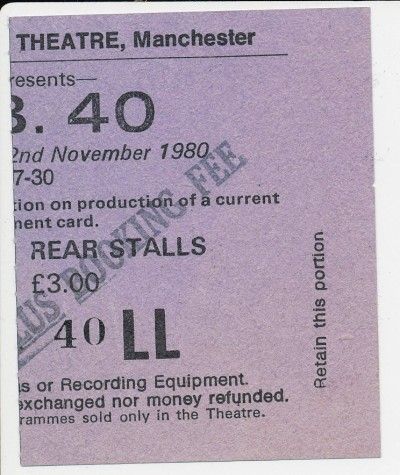 THEATRE, Manchester
resents—
B. 40
2nd November 1980
7-30
tion on production of a current
ment card.
REAR STALLS
£3.00
PLUS BOOKING FEE
40 LL
s or Recording Equipment.
exchanged nor money refunded.
rammes sold only in the Theatre.
Retain this portion